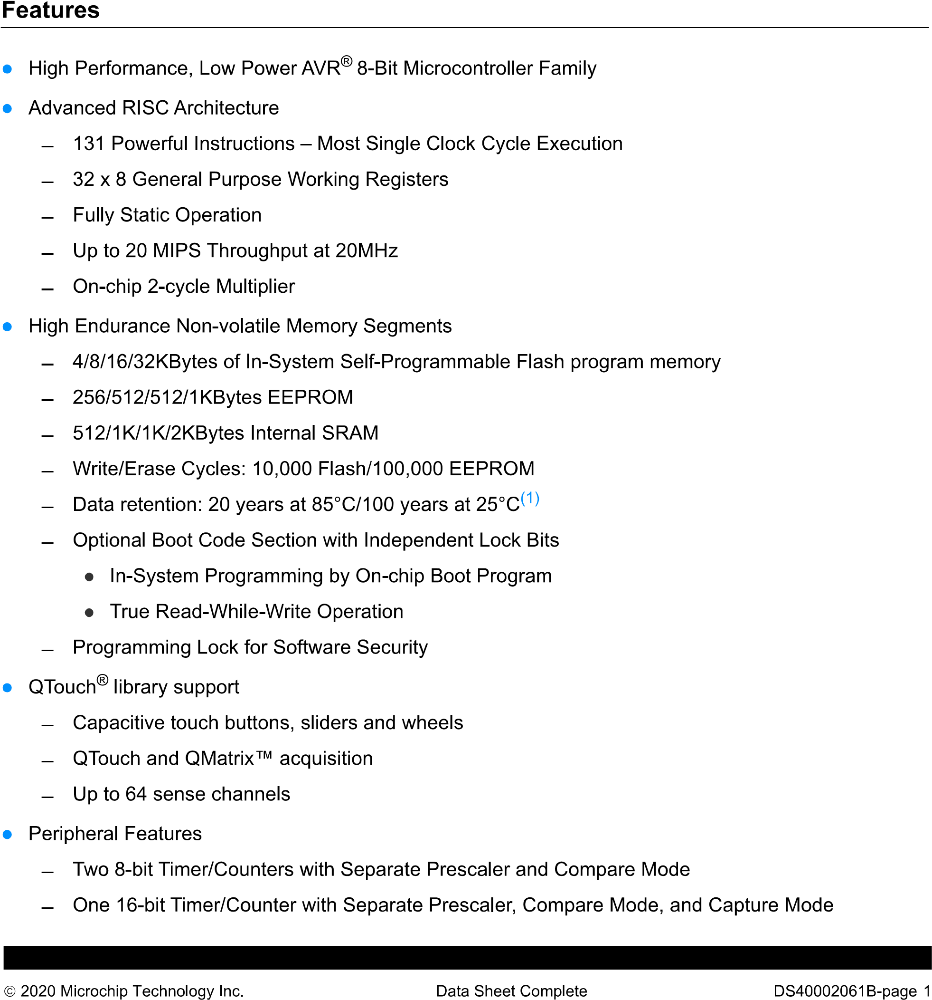 Features
• High Performance, Low Power AVR® 8-Bit Microcontroller Family
• Advanced RISC Architecture
– 131 Powerful Instructions – Most Single Clock Cycle Execution
– 32 x 8 General Purpose Working Registers
– Fully Static Operation
– Up to 20 MIPS Throughput at 20MHz
– On-chip 2-cycle Multiplier
• High Endurance Non-volatile Memory Segments
– 4/8/16/32KBytes of In-System Self-Programmable Flash program memory
– 256/512/512/1KBytes EEPROM
– 512/1K/1K/2KBytes Internal SRAM
– Write/Erase Cycles: 10,000 Flash/100,000 EEPROM
– Data retention: 20 years at 85°C/100 years at 25°C(1)
– Optional Boot Code Section with Independent Lock Bits
• In-System Programming by On-chip Boot Program
• True Read-While-Write Operation
– Programming Lock for Software Security
• QTouch® library support
– Capacitive touch buttons, sliders and wheels
– QTouch and QMatrix™ acquisition
– Up to 64 sense channels
• Peripheral Features
– Two 8-bit Timer/Counters with Separate Prescaler and Compare Mode
– One 16-bit Timer/Counter with Separate Prescaler, Compare Mode, and Capture Mode
© 2020 Microchip Technology Inc. Data Sheet Complete DS40002061B-page 1